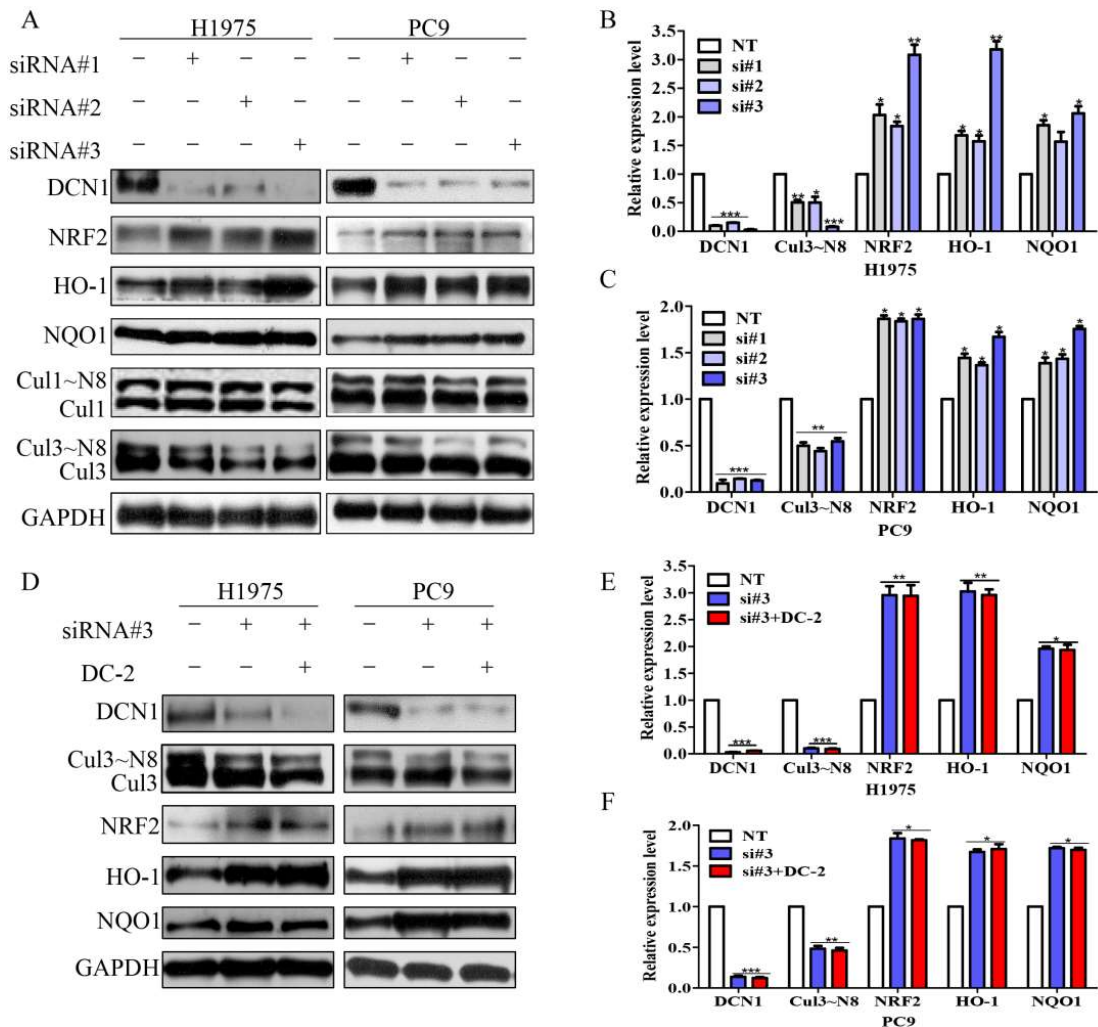 A
H1975 PC9
siRNA#1 − + − − − + − −
siRNA#2 − − + − − − + −
siRNA#3 − − − + − − − +
DCN1
NRF2
HO-1
NQO1
Cul1~N8
Cul1
Cul3~N8
Cul3
GAPDH
B
Relative expression level
3.5
3.0
2.5
2.0
1.5
1.0
0.5
0.0
NT
si#1
si#2
si#3
*** ** * *** * * ** * * ** * *
DCN1 Cul3~N8 NRF2 HO-1 NQO1
H1975
C
Relative expression level
2.0
1.5
1.0
0.5
0.0
NT
si#1
si#2
si#3
*** ** * * * * * * * * *
DCN1 Cul3~N8 NRF2 HO-1 NQO1
PC9
D
H1975 PC9
siRNA#3 − + + − + +
DC-2 − − + − − +
DCN1
Cul3~N8
Cul3
NRF2
HO-1
NQO1
GAPDH
E
Relative expression level
3.5
3.0
2.5
2.0
1.5
1.0
0.5
0.0
NT
si#3
si#3+DC-2
*** *** ** ** *
DCN1 Cul3~N8 NRF2 HO-1 NQO1
H1975
F
Relative expression level
2.0
1.5
1.0
0.5
0.0
NT
si#3
si#3+DC-2
*** ** * * *
DCN1 Cul3~N8 NRF2 HO-1 NQO1
PC9